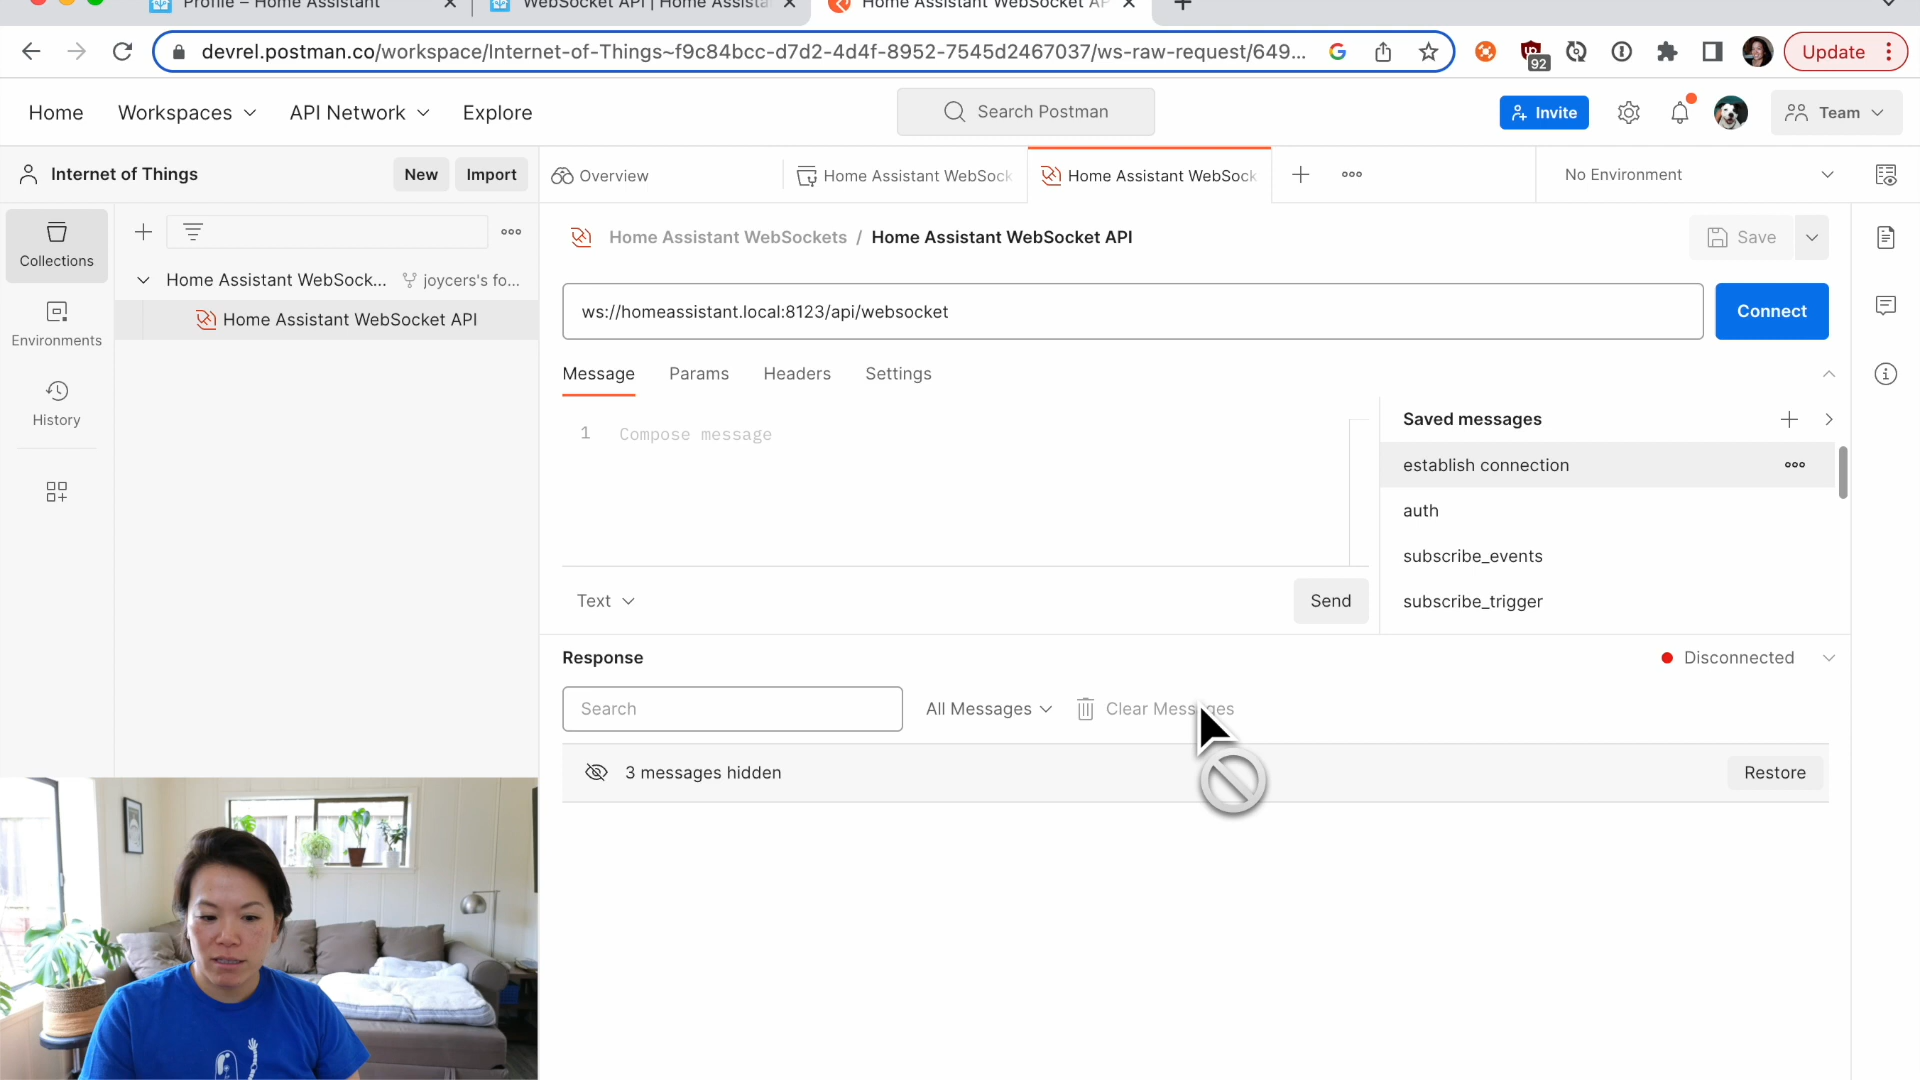 Profile – Home Assistant
WebSocket API | Home Assista
Home Assistant WebSocket AP
devrel.postman.co/workspace/Internet-of-Things~f9c84bcc-d7d2-4d4f-8952-7545d2467037/ws-raw-request/649...
92
Update
Home
Workspaces
API Network
Explore
Search Postman
Invite
Team
Internet of Things
New
Import
Overview
Home Assistant WebSock
Home Assistant WebSock
No Environment
Collections
Environments
History
Home Assistant WebSock...
joycers's fo...
Home Assistant WebSocket API
Home Assistant WebSockets / Home Assistant WebSocket API
Save
ws://homeassistant.local:8123/api/websocket
Connect
Message
Params
Headers
Settings
1 Compose message
Saved messages
establish connection
auth
subscribe_events
subscribe_trigger
Text
Send
Response
Disconnected
Search
All Messages
Clear Messages
3 messages hidden
Restore